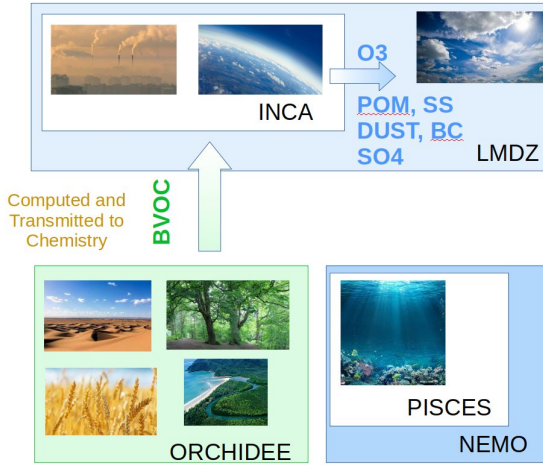 O3
INCA
POM, SS
DUST, BC
SO4
LMDZ
Computed and
Transmitted to
Chemistry
BVOC
ORCHIDEE
PISCES
NEMO